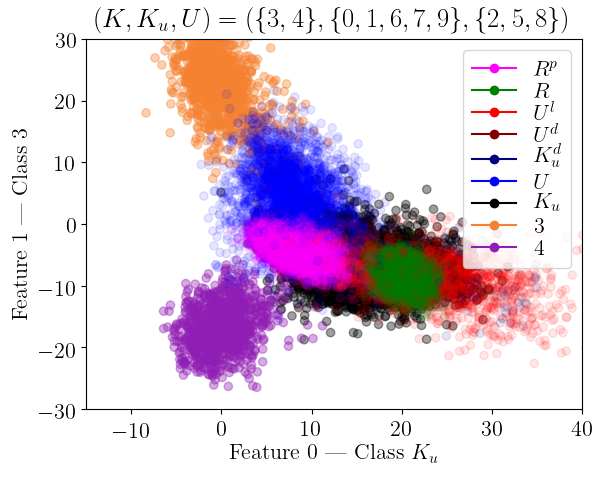 (K, K_u, U) = ({3, 4}, {0, 1, 6, 7, 9}, {2, 5, 8})
30
20
10
0
−10
−20
−30
Feature 1 — Class 3
R^p
R
U^l
U^d
K_u^d
U
K_u
3
4
−10
0
10
20
30
40
Feature 0 — Class K_u